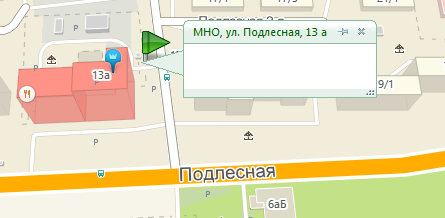 МНО, ул. Подлесная, 13 а
13а
9/1
Р
Р
Р
Подлесная
6аБ